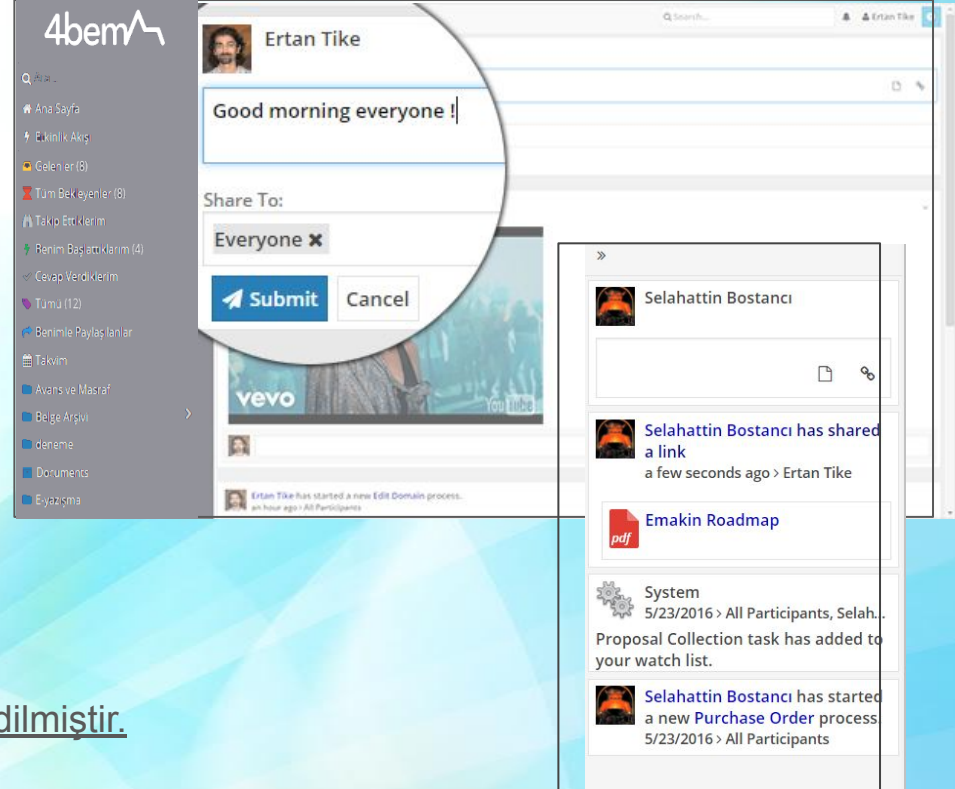 4bem
Ana Sayfa
Etkinlik Akışı
Gelenler (8)
Tüm Bekleyenler (8)
Takip Ettiklerim
Benim Başlattıklarım (4)
Cevap Verdiklerim
Tümü (12)
Benimle Paylaşılanlar
Takvim
Avans ve Masraf
Belge Arşivi
deneme
Documents
E-yazışma
Ertan Tike
Good morning everyone !
Share To:
Everyone ✖
Submit
Cancel
Search...
Ertan Tike
vevo
YouTube
Ertan Tike has started a new Edit Domain process.
an hour ago › All Participants
»
Selahattin Bostancı
Selahattin Bostancı has shared
a link
a few seconds ago › Ertan Tike
pdf
Emakin Roadmap
System
5/23/2016 › All Participants, Selah...
Proposal Collection task has added to
your watch list.
Selahattin Bostancı has started
a new Purchase Order process.
5/23/2016 › All Participants
dilmiştir.